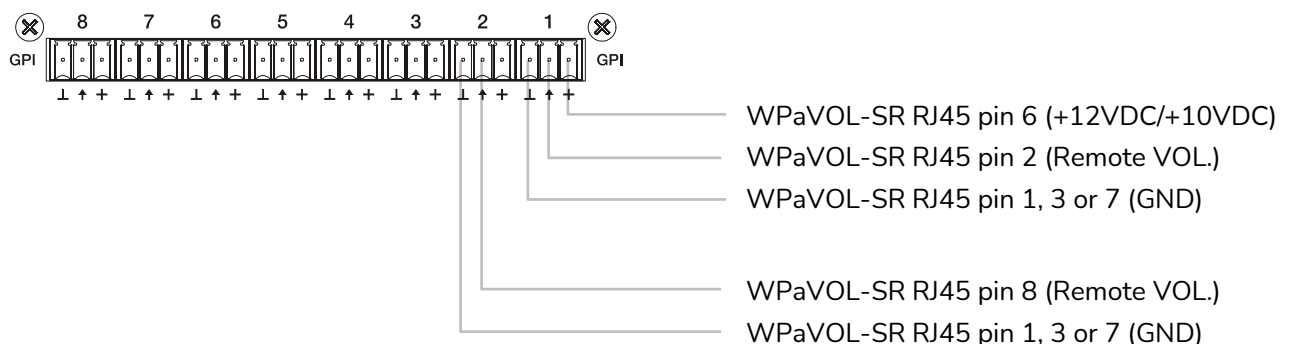 8 7 6 5 4 3 2 1
GPI GPI
⊥ ↑ + ⊥ ↑ + ⊥ ↑ + ⊥ ↑ + ⊥ ↑ + ⊥ ↑ + ⊥ ↑ + ⊥ ↑ +
WPaVOL-SR RJ45 pin 6 (+12VDC/+10VDC)
WPaVOL-SR RJ45 pin 2 (Remote VOL.)
WPaVOL-SR RJ45 pin 1, 3 or 7 (GND)
WPaVOL-SR RJ45 pin 8 (Remote VOL.)
WPaVOL-SR RJ45 pin 1, 3 or 7 (GND)